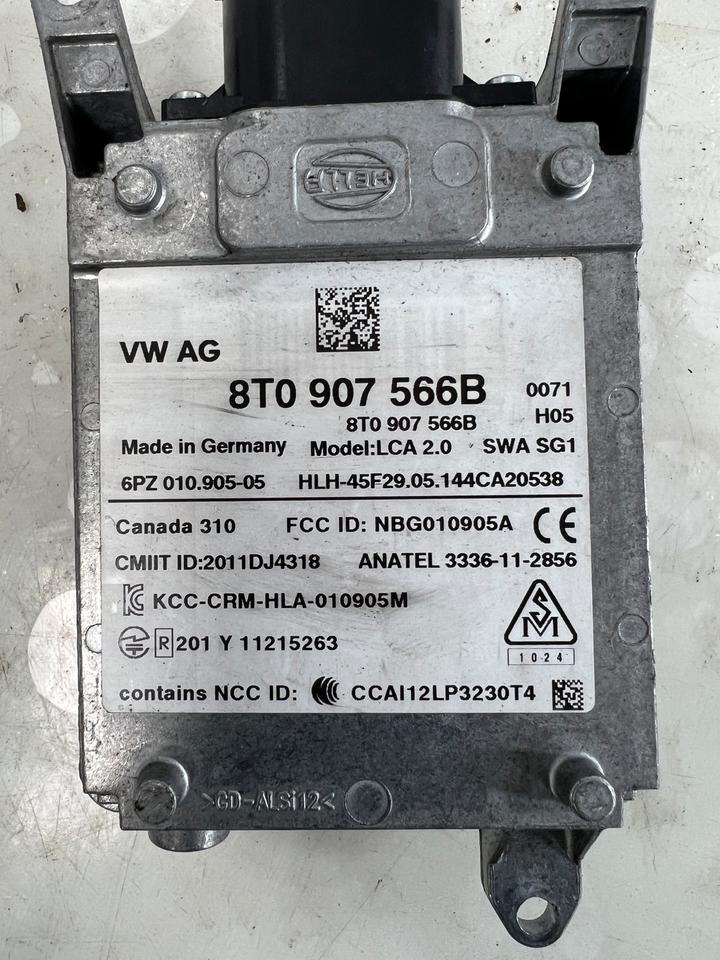 HELLA
VW AG
8T0 907 566B 0071
8T0 907 566B H05
Made in Germany Model:LCA 2.0 SWA SG1
6PZ 010.905-05 HLH-45F29.05.144CA20538
Canada 310 FCC ID: NBG010905A CE
CMIIT ID:2011DJ4318 ANATEL 3336-11-2856
KCC-CRM-HLA-010905M
R 201 Y 11215263
SM
1024
contains NCC ID: CCAI12LP3230T4
>GD-ALSi12<